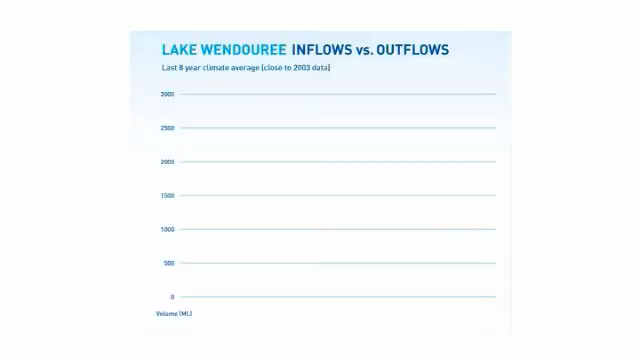 LAKE WENDOUREE INFLOWS vs. OUTFLOWS
Last 8 year climate average (close to 2003 data)
3000
2500
2000
1500
1000
500
0
Volume (ML)